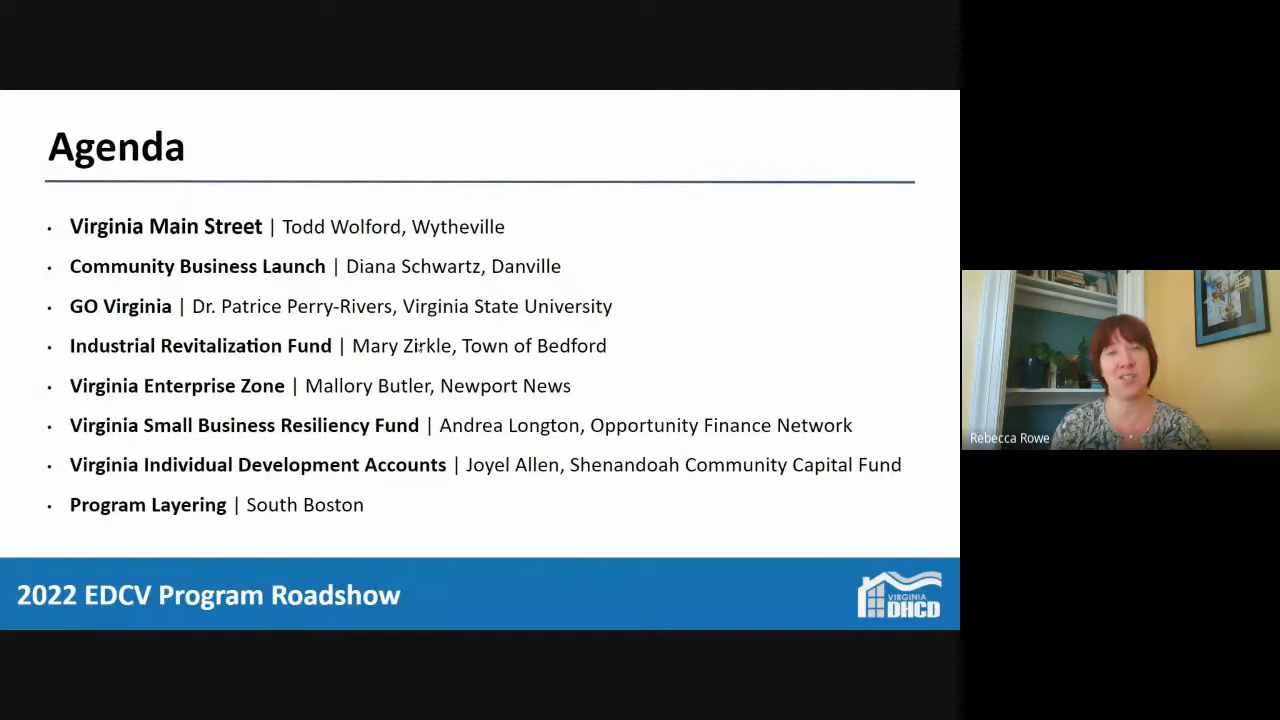 Agenda
• Virginia Main Street | Todd Wolford, Wytheville
• Community Business Launch | Diana Schwartz, Danville
• GO Virginia | Dr. Patrice Perry-Rivers, Virginia State University
• Industrial Revitalization Fund | Mary Zirkle, Town of Bedford
• Virginia Enterprise Zone | Mallory Butler, Newport News
• Virginia Small Business Resiliency Fund | Andrea Longton, Opportunity Finance Network
• Virginia Individual Development Accounts | Joyel Allen, Shenandoah Community Capital Fund
• Program Layering | South Boston
2022 EDCV Program Roadshow
VIRGINIA
DHCD
Rebecca Rowe